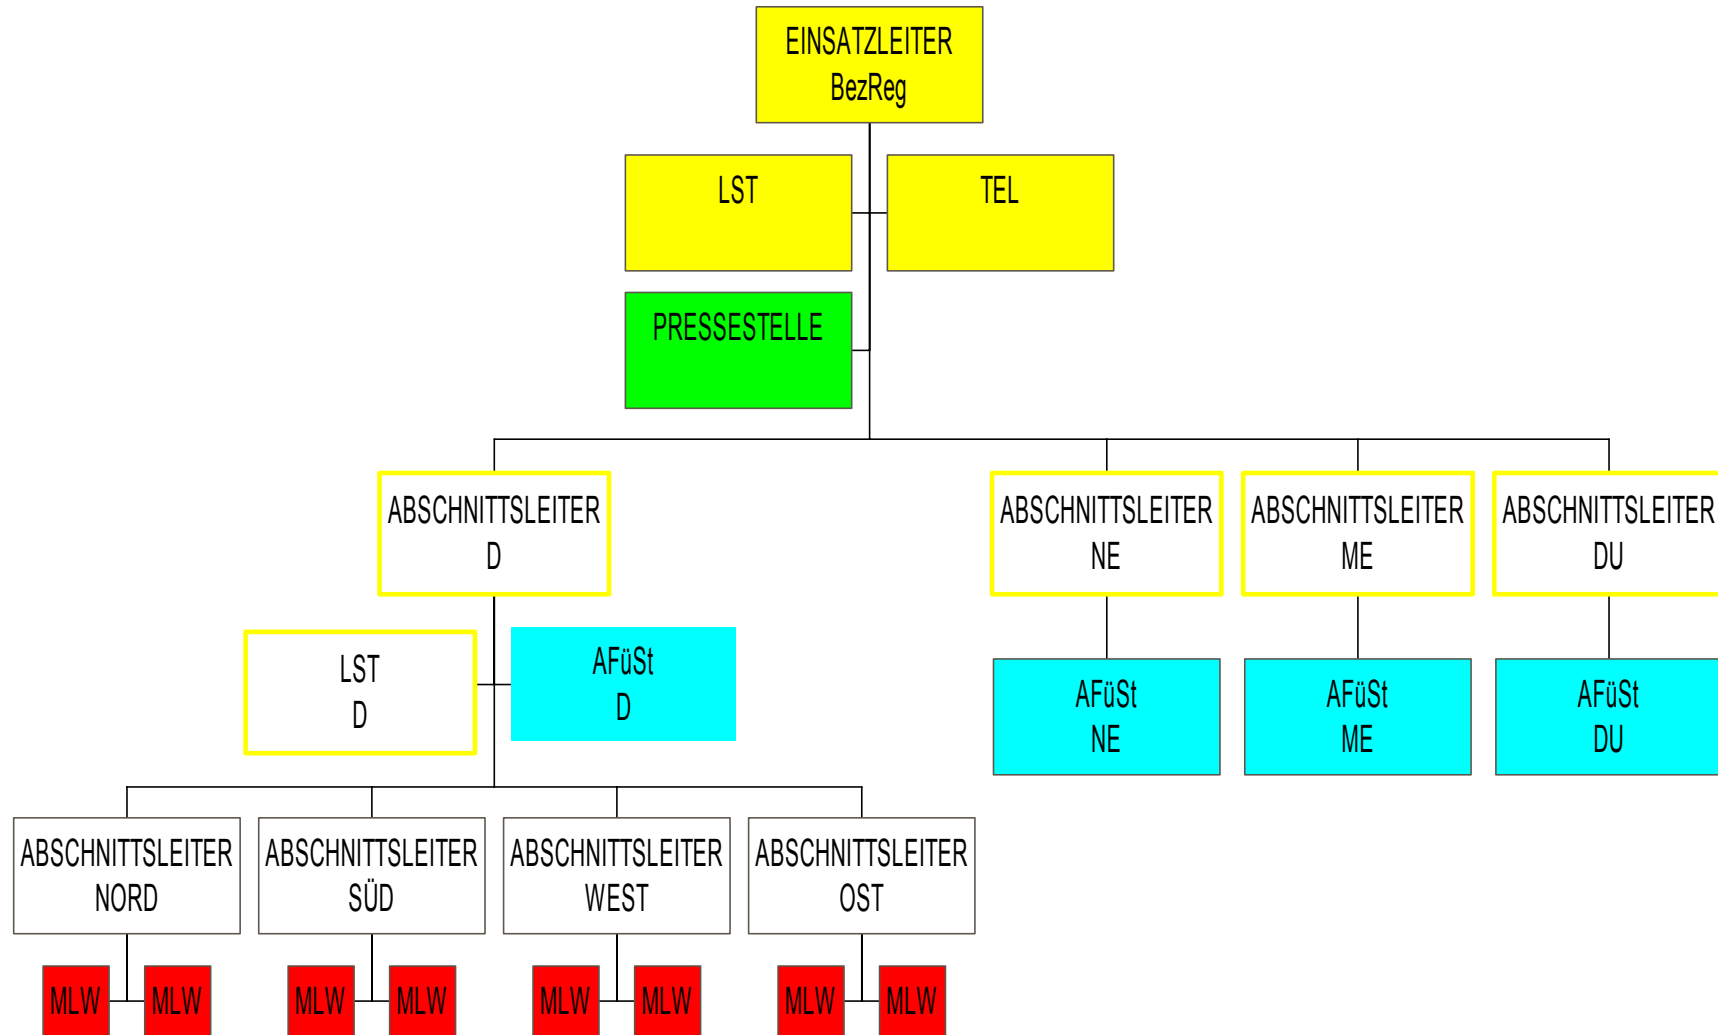 EINSATZLEITER
BezReg
LST
TEL
PRESSESTELLE
ABSCHNITTSLEITER
D
ABSCHNITTSLEITER
NE
ABSCHNITTSLEITER
ME
ABSCHNITTSLEITER
DU
LST
D
AFüSt
D
AFüSt
NE
AFüSt
ME
AFüSt
DU
ABSCHNITTSLEITER
NORD
ABSCHNITTSLEITER
SÜD
ABSCHNITTSLEITER
WEST
ABSCHNITTSLEITER
OST
MLW
MLW
MLW
MLW
MLW
MLW
MLW
MLW